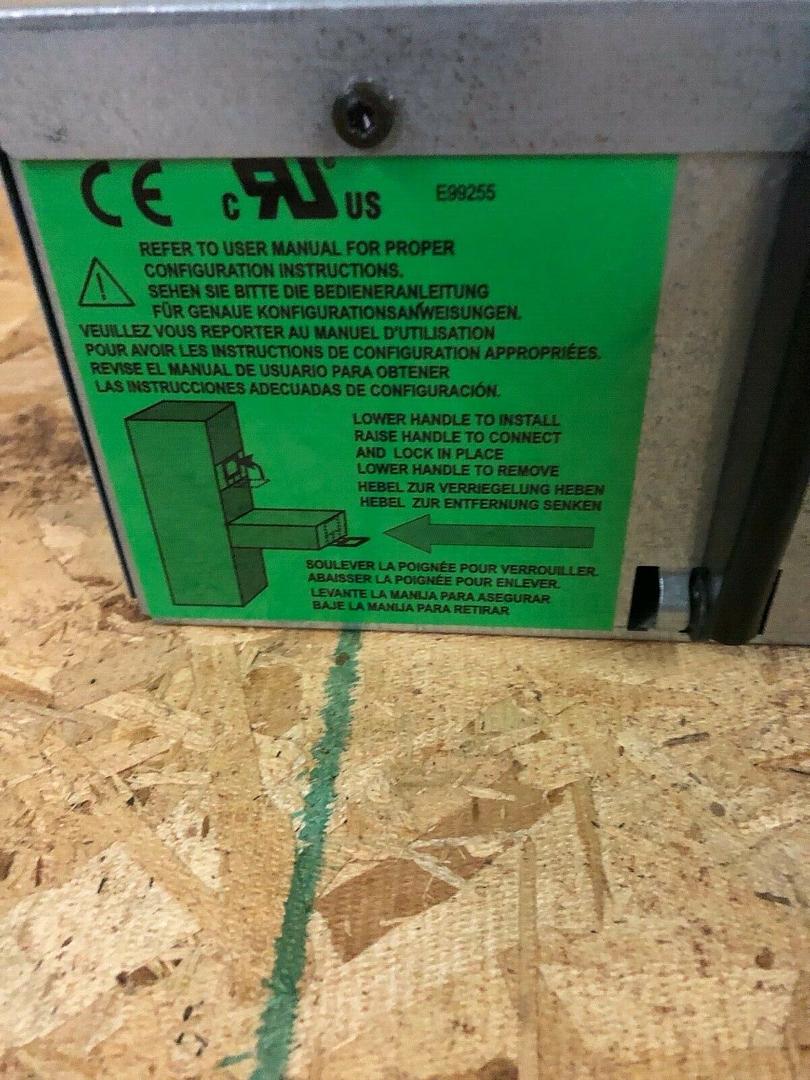 CE c RU US E99255
REFER TO USER MANUAL FOR PROPER
CONFIGURATION INSTRUCTIONS.
SEHEN SIE BITTE DIE BEDIENERANLEITUNG
FÜR GENAUE KONFIGURATIONSANWEISUNGEN.
VEUILLEZ VOUS REPORTER AU MANUEL D'UTILISATION
POUR AVOIR LES INSTRUCTIONS DE CONFIGURATION APPROPRIÉES.
REVISE EL MANUAL DE USUARIO PARA OBTENER
LAS INSTRUCCIONES ADECUADAS DE CONFIGURACIÓN.
LOWER HANDLE TO INSTALL
RAISE HANDLE TO CONNECT
AND LOCK IN PLACE
LOWER HANDLE TO REMOVE
HEBEL ZUR VERRIEGELUNG HEBEN
HEBEL ZUR ENTFERNUNG SENKEN
SOULEVER LA POIGNÉE POUR VERROUILLER.
ABAISSER LA POIGNÉE POUR ENLEVER.
LEVANTE LA MANIJA PARA ASEGURAR
BAJE LA MANIJA PARA RETIRAR